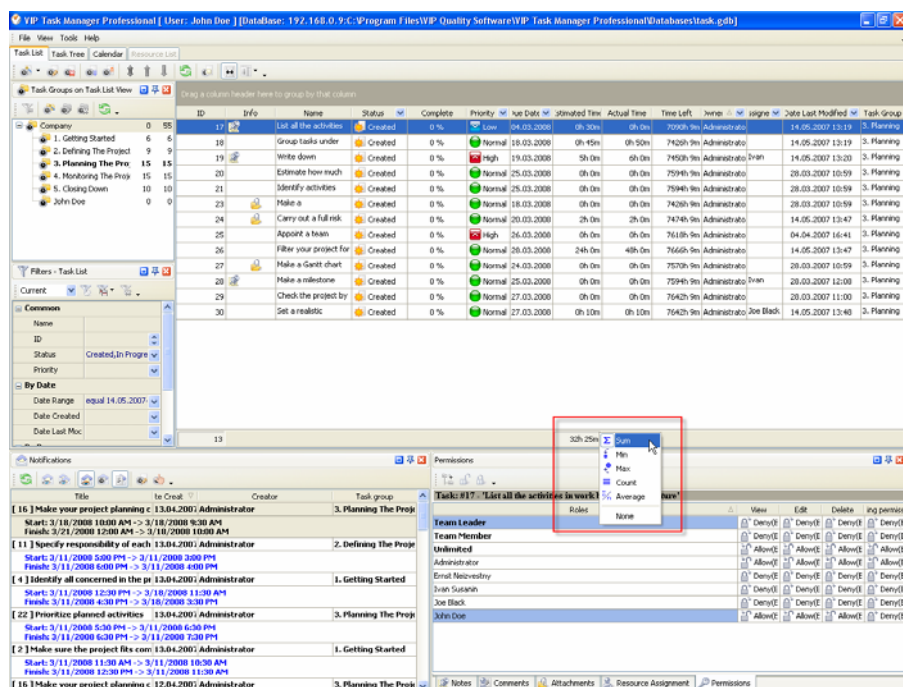 VIP Task Manager Professional [ User: John Doe ] [DataBase: 192.168.0.9:C:\Program Files\VIP Quality Software\VIP Task Manager Professional\Databases\task.gdb]
File View Tools Help
Task List Task Tree Calendar Resource List
Task Groups on Task List View
Drag a column header here to group by that column
ID Info Name Status Complete Priority Due Date Estimated Time Actual Time Time Left Owner Assigne Date Last Modified Task Group
Company 0 55
1. Getting Started 6 6
2. Defining The Project 9 9
3. Planning The Proj 15 15
4. Monitoring The Proj 15 15
5. Closing Down 10 10
John Doe 0 0
17 List all the activities Created 0 % Low 04.03.2008 0h 30m 0h 0m 7090h 9m Administrato 14.05.2007 13:19 3. Planning
18 Group tasks under Created 0 % Normal 18.03.2008 0h 45m 0h 50m 7426h 9m Administrato 14.05.2007 13:19 3. Planning
19 Write down Created 0 % High 19.03.2008 5h 0m 6h 0m 7450h 9m Administrato Ivan 14.05.2007 13:20 3. Planning
20 Estimate how much Created 0 % Normal 25.03.2008 0h 0m 0h 0m 7594h 9m Administrato 28.03.2007 10:59 3. Planning
21 Identify activities Created 0 % Normal 25.03.2008 0h 0m 0h 0m 7594h 9m Administrato 28.03.2007 10:59 3. Planning
23 Make a Created 0 % Normal 18.03.2008 0h 0m 0h 0m 7426h 9m Administrato 28.03.2007 10:59 3. Planning
24 Carry out a full risk Created 0 % Normal 20.03.2008 2h 0m 2h 0m 7474h 9m Administrato 14.05.2007 13:47 3. Planning
25 Appoint a team Created 0 % High 26.03.2008 0h 0m 0h 0m 7618h 9m Administrato 04.04.2007 16:41 3. Planning
26 Filter your project for Created 0 % Normal 28.03.2008 24h 0m 48h 0m 7666h 9m Administrato 14.05.2007 13:47 3. Planning
27 Make a Gantt chart Created 0 % Normal 24.03.2008 0h 0m 0h 0m 7570h 9m Administrato 28.03.2007 10:59 3. Planning
28 Make a milestone Created 0 % Normal 25.03.2008 0h 0m 0h 0m 7594h 9m Administrato Ivan 28.03.2007 12:08 3. Planning
29 Check the project by Created 0 % Normal 27.03.2008 0h 0m 0h 0m 7642h 9m Administrato 28.03.2007 11:00 3. Planning
30 Set a realistic Created 0 % Normal 27.03.2008 0h 10m 0h 10m 7642h 9m Administrato Joe Black 14.05.2007 13:48 3. Planning
Filters - Task List
Current
Common
Name
ID
Status Created,In Progre
Priority
By Date
Date Range equal 14.05.2007-
Date Created
Date Last Moc
13 32h 25m
Sum
Min
Max
Count
Average
None
Notifications
Title te Creat Creator Task group
[ 16 ] Make your project planning c 13.04.2007 Administrator 3. Planning The Proje
Start: 3/18/2008 10:00 AM -> 3/18/2008 9:30 AM
Finish: 3/21/2008 12:00 AM -> 3/18/2008 10:00 AM
[ 11 ] Specify responsibility of each 13.04.2007 Administrator 2. Defining The Proje
Start: 3/11/2008 5:00 PM -> 3/11/2008 3:00 PM
Finish: 3/11/2008 6:00 PM -> 3/11/2008 4:00 PM
[ 4 ] Identify all concerned in the pr 13.04.2007 Administrator 1. Getting Started
Start: 3/11/2008 12:30 PM -> 3/18/2008 11:30 AM
Finish: 3/11/2008 4:30 PM -> 3/18/2008 3:30 PM
[ 22 ] Prioritize planned activities 13.04.2007 Administrator 3. Planning The Proje
Start: 3/11/2008 5:30 PM -> 3/11/2008 6:30 PM
Finish: 3/11/2008 6:30 PM -> 3/11/2008 7:30 PM
[ 2 ] Make sure the project fits com 13.04.2007 Administrator 1. Getting Started
Start: 3/11/2008 11:30 AM -> 3/11/2008 10:30 AM
Finish: 3/11/2008 12:30 PM -> 3/11/2008 11:30 AM
[ 16 ] Make your project planning c 12.04.2007 Administrator 3. Planning The Proje
Permissions
Task: #17 - 'List all the activities in work ture'
Roles View Edit Delete ing permiss
Team Leader Deny(E Deny(E Deny(E Deny(E
Team Member Deny(E Deny(E Deny(E Deny(E
Unlimited Allow(E Allow(E Allow(E Allow(E
Administrator Allow(E Allow(E Allow(E Allow(E
Ernst Neizvestny Deny(E Deny(E Deny(E Deny(E
Ivan Susanin Deny(E Deny(E Deny(E Deny(E
Joe Black Deny(E Deny(E Deny(E Deny(E
John Doe Allow(E Allow(E Allow(E Deny(E
Notes Comments Attachments Resource Assignment Permissions